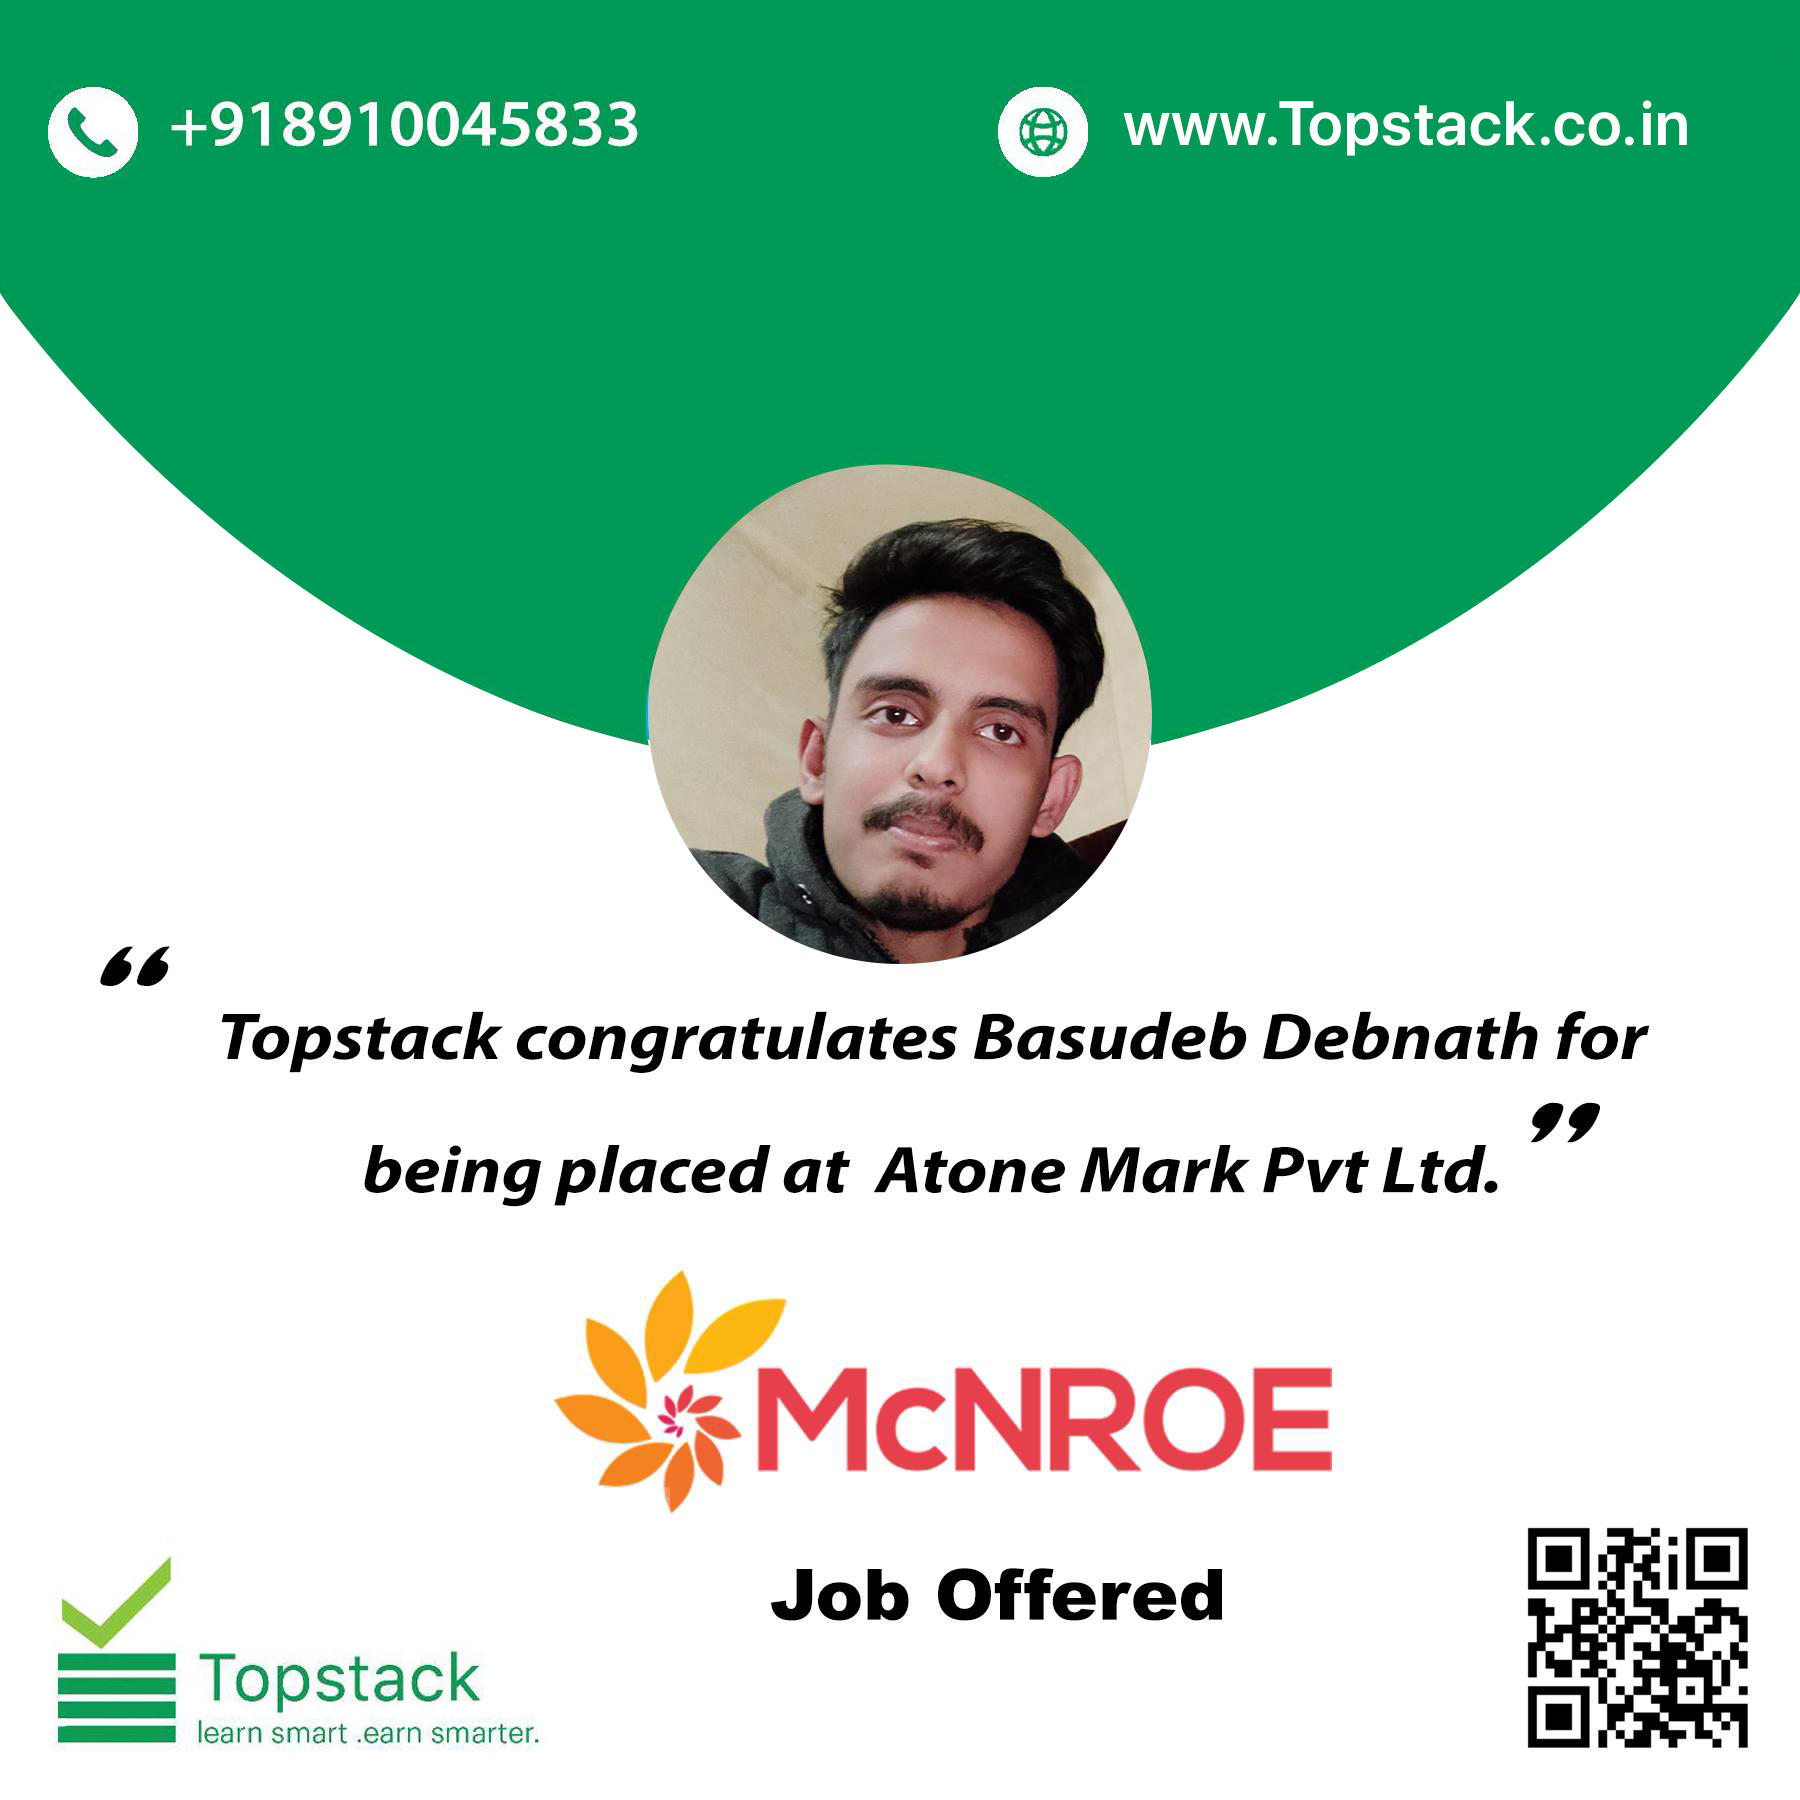 +918910045833
www.Topstack.co.in
“
Topstack congratulates Basudeb Debnath for
being placed at Atone Mark Pvt Ltd. ”
McNROE
Job Offered
Topstack
learn smart .earn smarter.